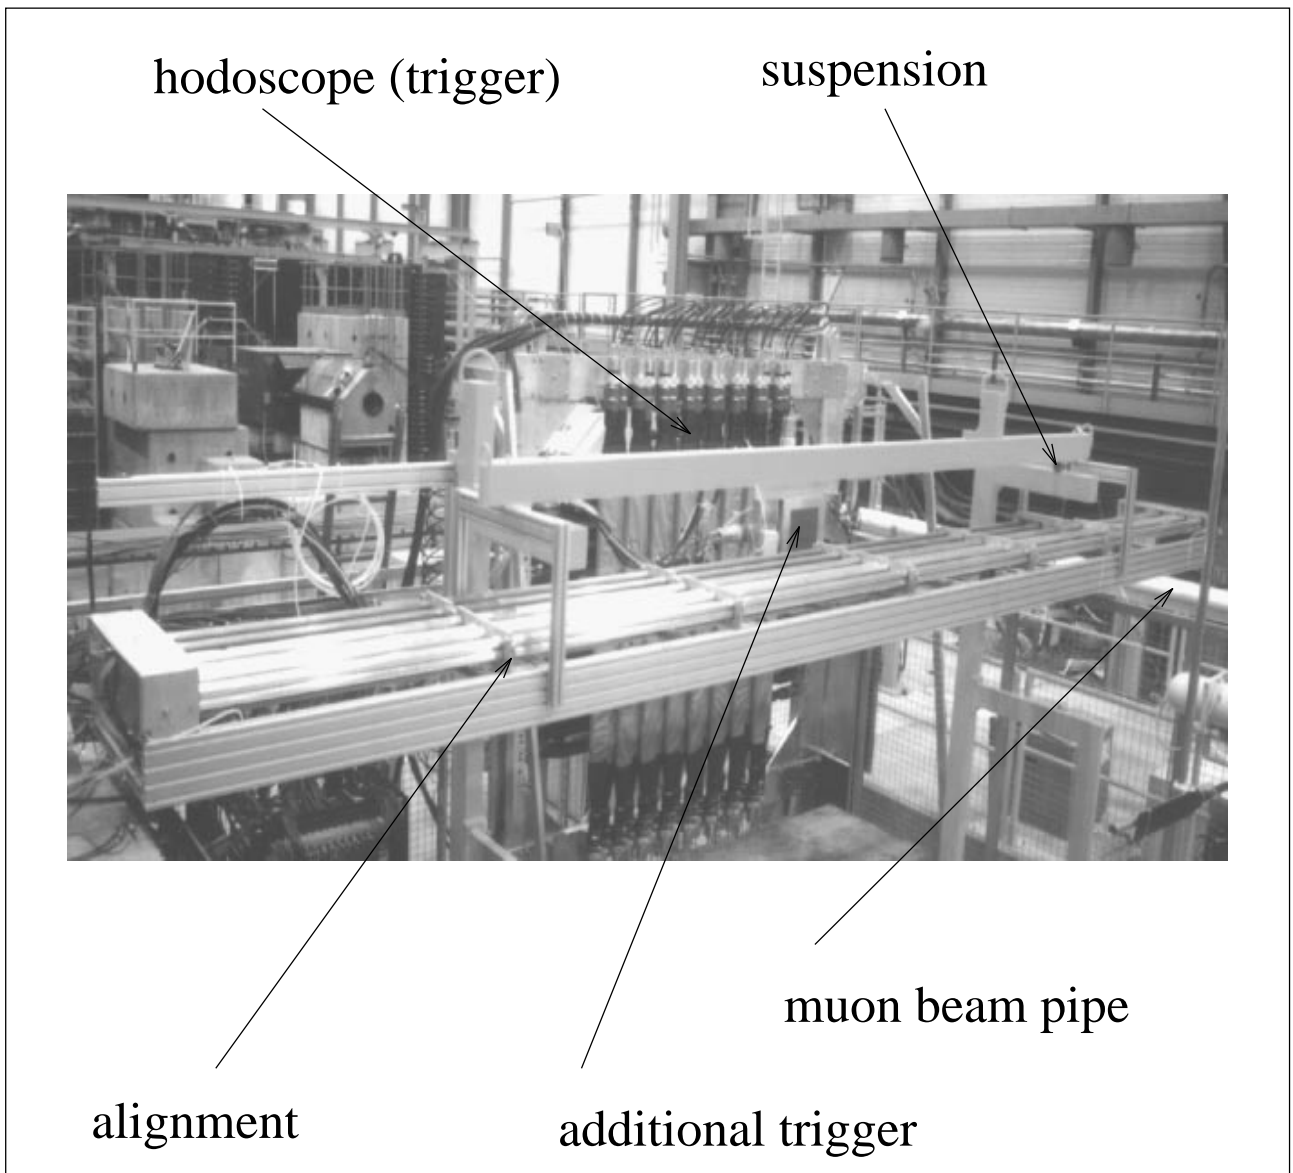 hodoscope (trigger)
suspension
muon beam pipe
alignment
additional trigger